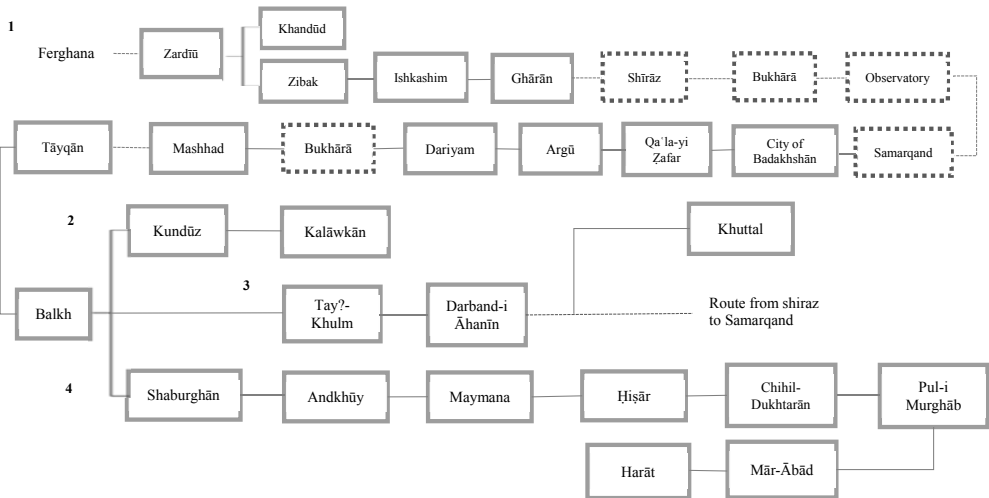 1
Ferghana
Zardīū
Khandūd
Zibak
Ishkashim
Ghārān
Shīrāz
Bukhārā
Observatory
Tāyqān
Mashhad
Bukhārā
Dariyam
Argū
Qaʿla-yi
Ẓafar
City of
Badakhshān
Samarqand
2
Kundūz
Kalāwkān
Khuttal
3
Balkh
Tay?-
Khulm
Darband-i
Āhanīn
Route from shiraz
to Samarqand
4
Shaburghān
Andkhūy
Maymana
Ḥiṣār
Chihil-
Dukhtarān
Pul-i
Murghāb
Harāt
Mār-Ābād